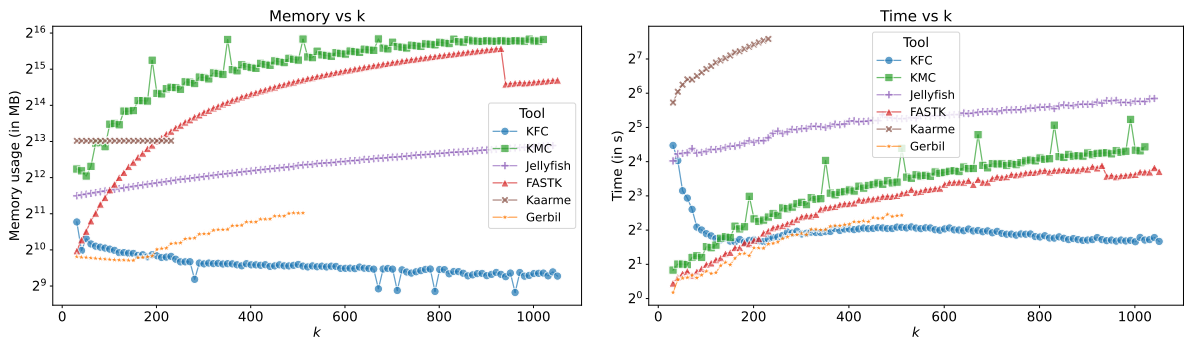 Memory vs k
Memory usage (in MB)
2^16
2^15
2^14
2^13
2^12
2^11
2^10
2^9
0
200
400
600
800
1000
k
Tool
KFC
KMC
Jellyfish
FASTK
Kaarme
Gerbil
Time vs k
Time (in s)
2^7
2^6
2^5
2^4
2^3
2^2
2^1
2^0
0
200
400
600
800
1000
k
Tool
KFC
KMC
Jellyfish
FASTK
Kaarme
Gerbil